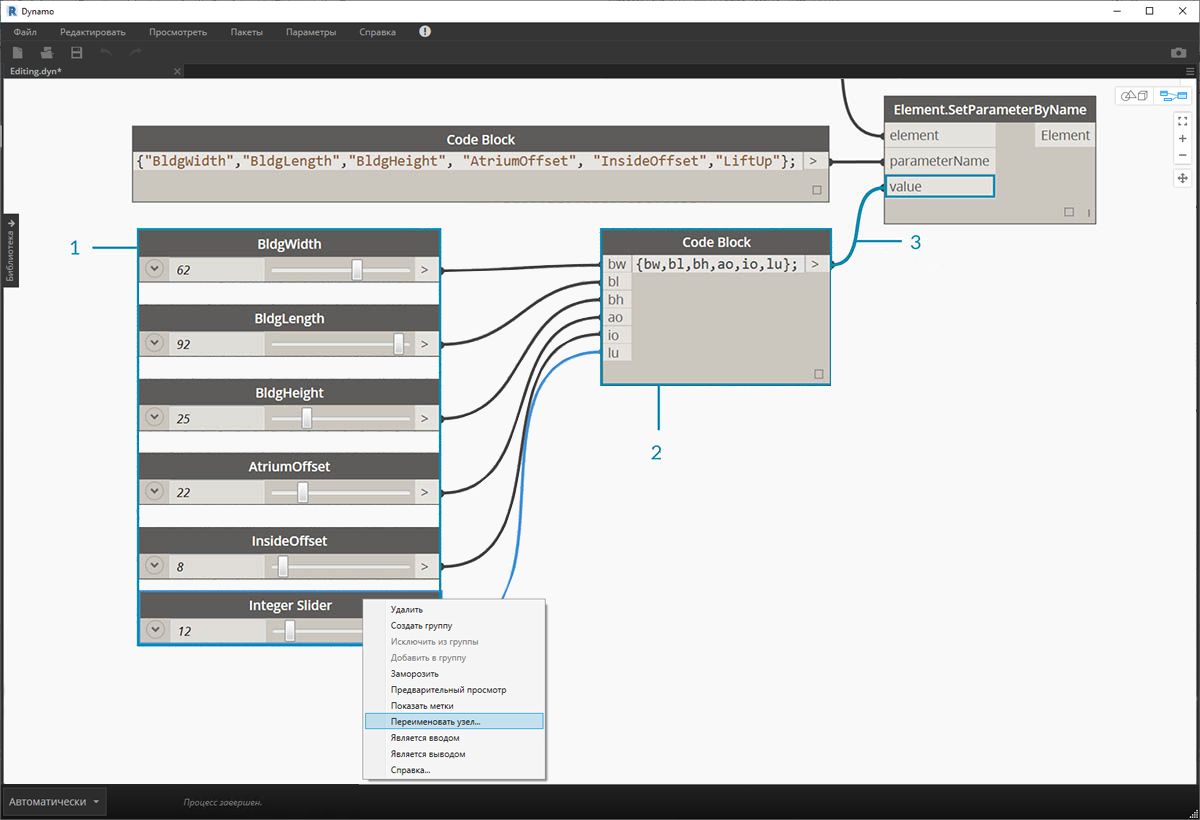 Dynamo
Файл Редактировать Просмотреть Пакеты Параметры Справка !
Editing.dyn*
Element.SetParameterByName
element Element
parameterName
value
Code Block
{"BldgWidth","BldgLength","BldgHeight", "AtriumOffset", "InsideOffset","LiftUp"}; >
Библиотека
1
BldgWidth
62 >
BldgLength
92 >
BldgHeight
25 >
AtriumOffset
22 >
InsideOffset
8 >
Integer Slider
12
Code Block
bw {bw,bl,bh,ao,io,lu}; >
bl
bh
ao
io
lu
3
2
Удалить
Создать группу
Исключить из группы
Добавить в группу
Заморозить
Предварительный просмотр
Показать метки
Переименовать узел...
Является вводом
Является выводом
Справка...
Автоматически Процесс завершен.